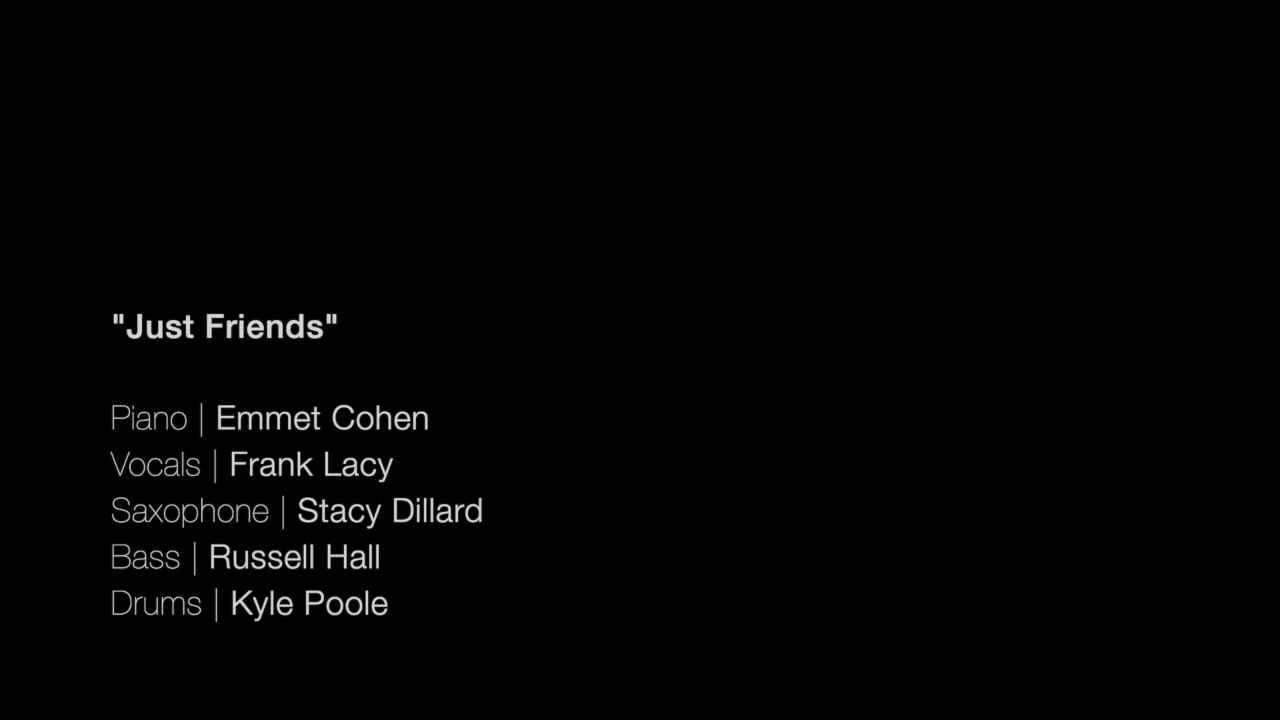 "Just Friends"
Piano | Emmet Cohen
Vocals | Frank Lacy
Saxophone | Stacy Dillard
Bass | Russell Hall
Drums | Kyle Poole